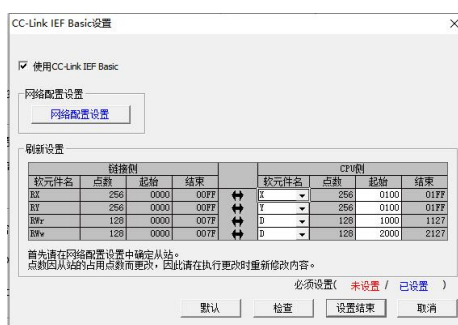 CC-Link IEF Basic设置
使用CC-Link IEF Basic
网络配置设置
网络配置设置
刷新设置
链接侧 CPU侧
软元件名 点数 起始 结束 软元件名 点数 起始 结束
RX 256 0000 00FF X 256 0100 01FF
RY 256 0000 00FF Y 256 0100 01FF
RWr 128 0000 007F D 128 1000 1127
RWw 128 0000 007F D 128 2000 2127
首先请在网络配置设置中确定从站。
点数因从站的占用点数而更改，因此请在执行更改时重新修改内容。
必须设置( 未设置 / 已设置 )
默认 检查 设置结束 取消